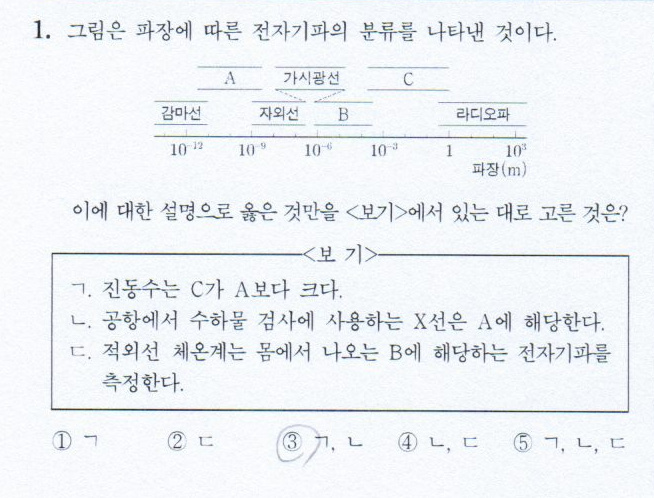 1. 그림은 파장에 따른 전자기파의 분류를 나타낸 것이다.
A 가시광선 C
감마선 자외선 B 라디오파
10⁻¹² 10⁻⁹ 10⁻⁶ 10⁻³ 1 10³
파장(m)
이에 대한 설명으로 옳은 것만을 <보기>에서 있는 대로 고른 것은?
<보 기>
ㄱ. 진동수는 C가 A보다 크다.
ㄴ. 공항에서 수하물 검사에 사용하는 X선은 A에 해당한다.
ㄷ. 적외선 체온계는 몸에서 나오는 B에 해당하는 전자기파를
측정한다.
① ㄱ ② ㄷ ③ ㄱ, ㄴ ④ ㄴ, ㄷ ⑤ ㄱ, ㄴ, ㄷ